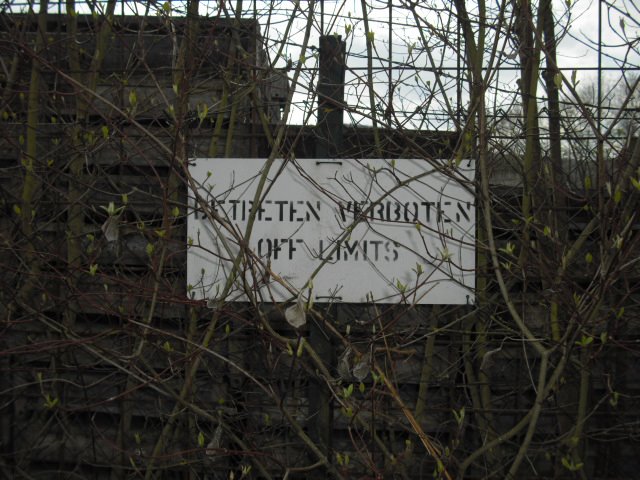 BETRETEN VERBOTEN
OFF LIMITS